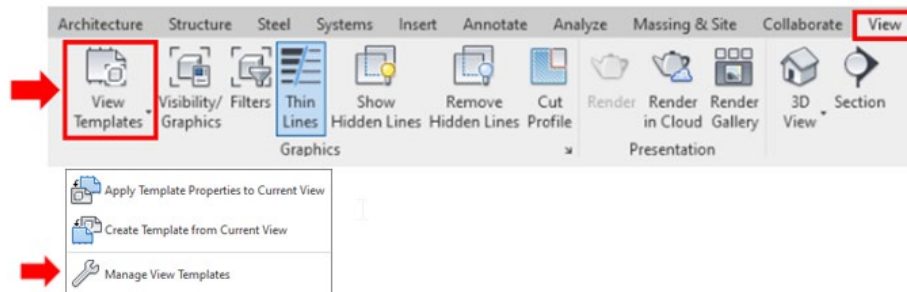 Architecture Structure Steel Systems Insert Annotate Analyze Massing & Site Collaborate View
View Templates
Visibility/ Graphics
Filters
Thin Lines
Show Hidden Lines
Remove Hidden Lines
Cut Profile
Render
Render in Cloud
Render Gallery
3D View
Section
Graphics
Presentation
Apply Template Properties to Current View
Create Template from Current View
Manage View Templates